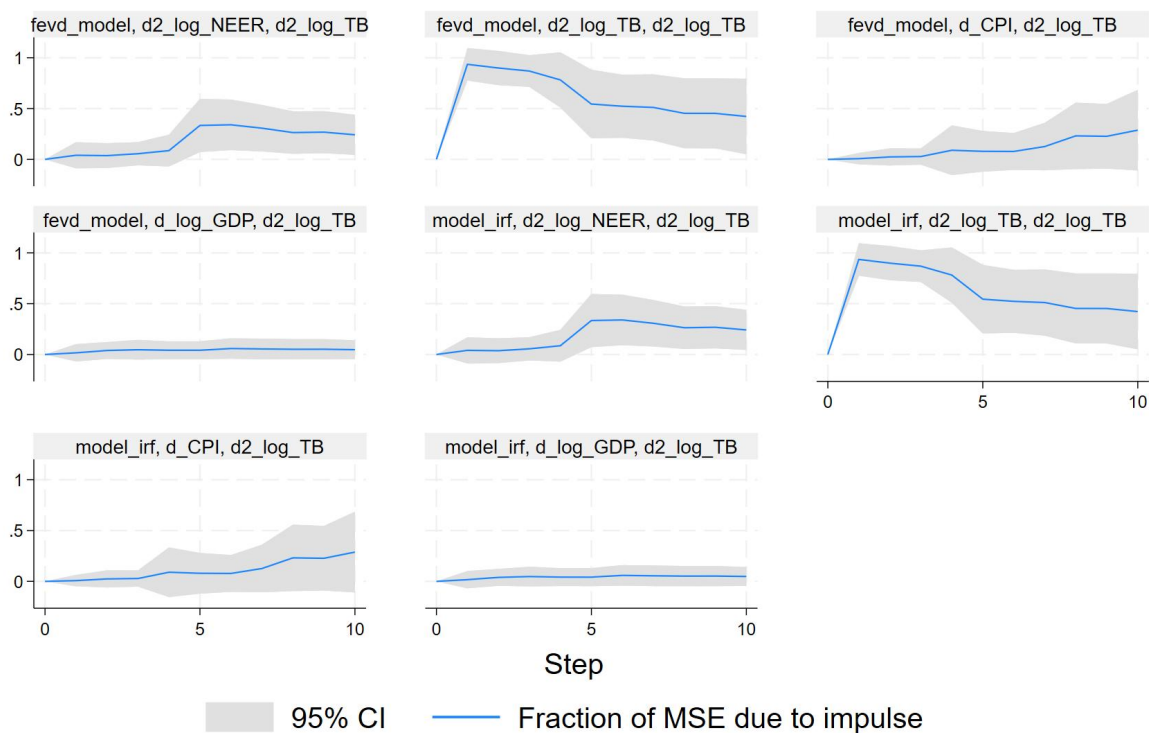 fevd_model, d2_log_NEER, d2_log_TB
fevd_model, d2_log_TB, d2_log_TB
fevd_model, d_CPI, d2_log_TB
1
.5
0
fevd_model, d_log_GDP, d2_log_TB
model_irf, d2_log_NEER, d2_log_TB
model_irf, d2_log_TB, d2_log_TB
1
.5
0
0
5
10
model_irf, d_CPI, d2_log_TB
model_irf, d_log_GDP, d2_log_TB
1
.5
0
0
5
10
0
5
10
Step
95% CI
Fraction of MSE due to impulse